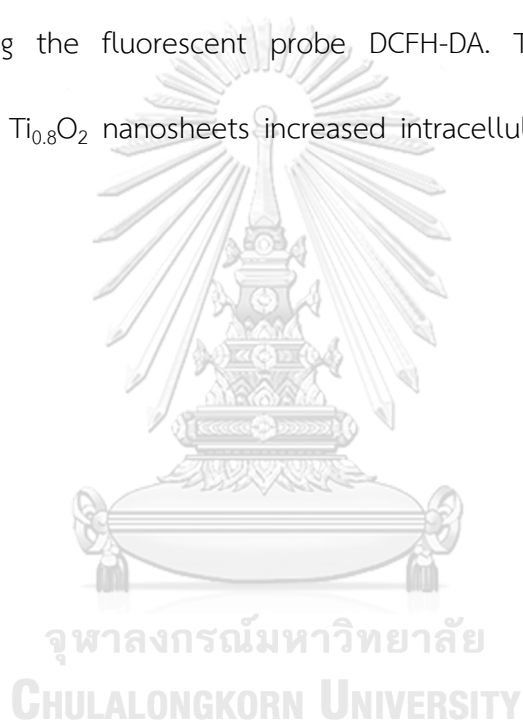 the fluorescent probe DCFH-DA.
Ti₀.₈O₂ nanosheets increased
จุฬาลงกรณ์มหาวิทยาลัย
CHULALONGKORN UNIVERSITY